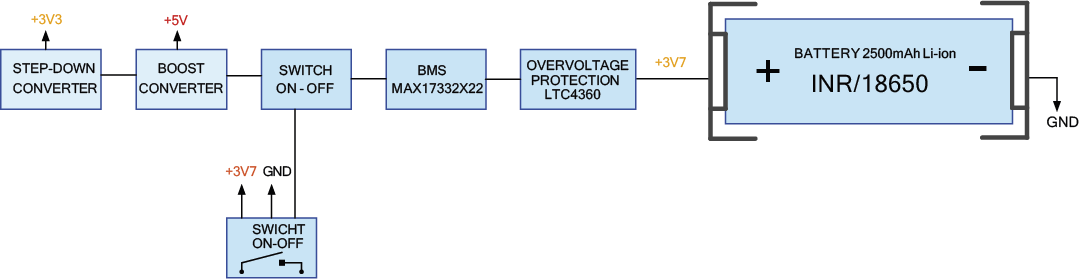 +3V3
+5V
STEP-DOWN
CONVERTER
BOOST
CONVERTER
SWITCH
ON - OFF
BMS
MAX17332X22
OVERVOLTAGE
PROTECTION
LTC4360
+3V7
BATTERY 2500mAh Li-ion
+ INR/18650 -
GND
+3V7 GND
SWICHT
ON-OFF